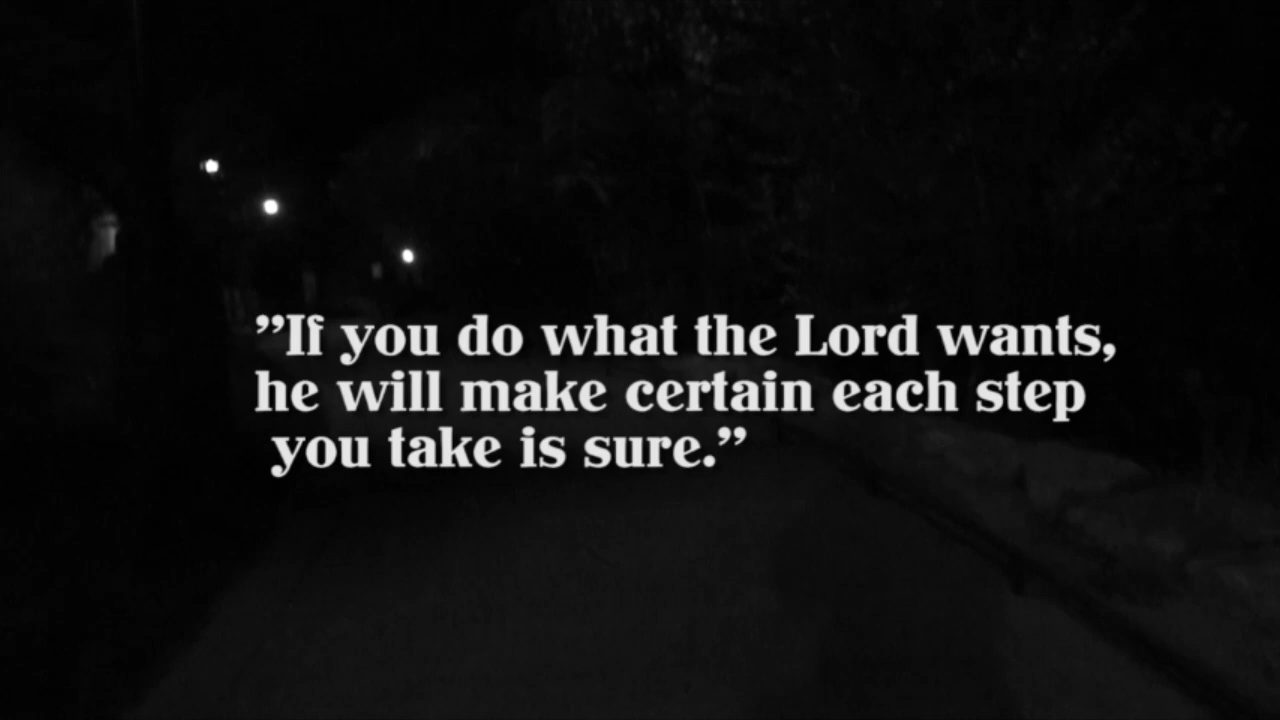 ”If you do what the Lord wants,
he will make certain each step
you take is sure.”